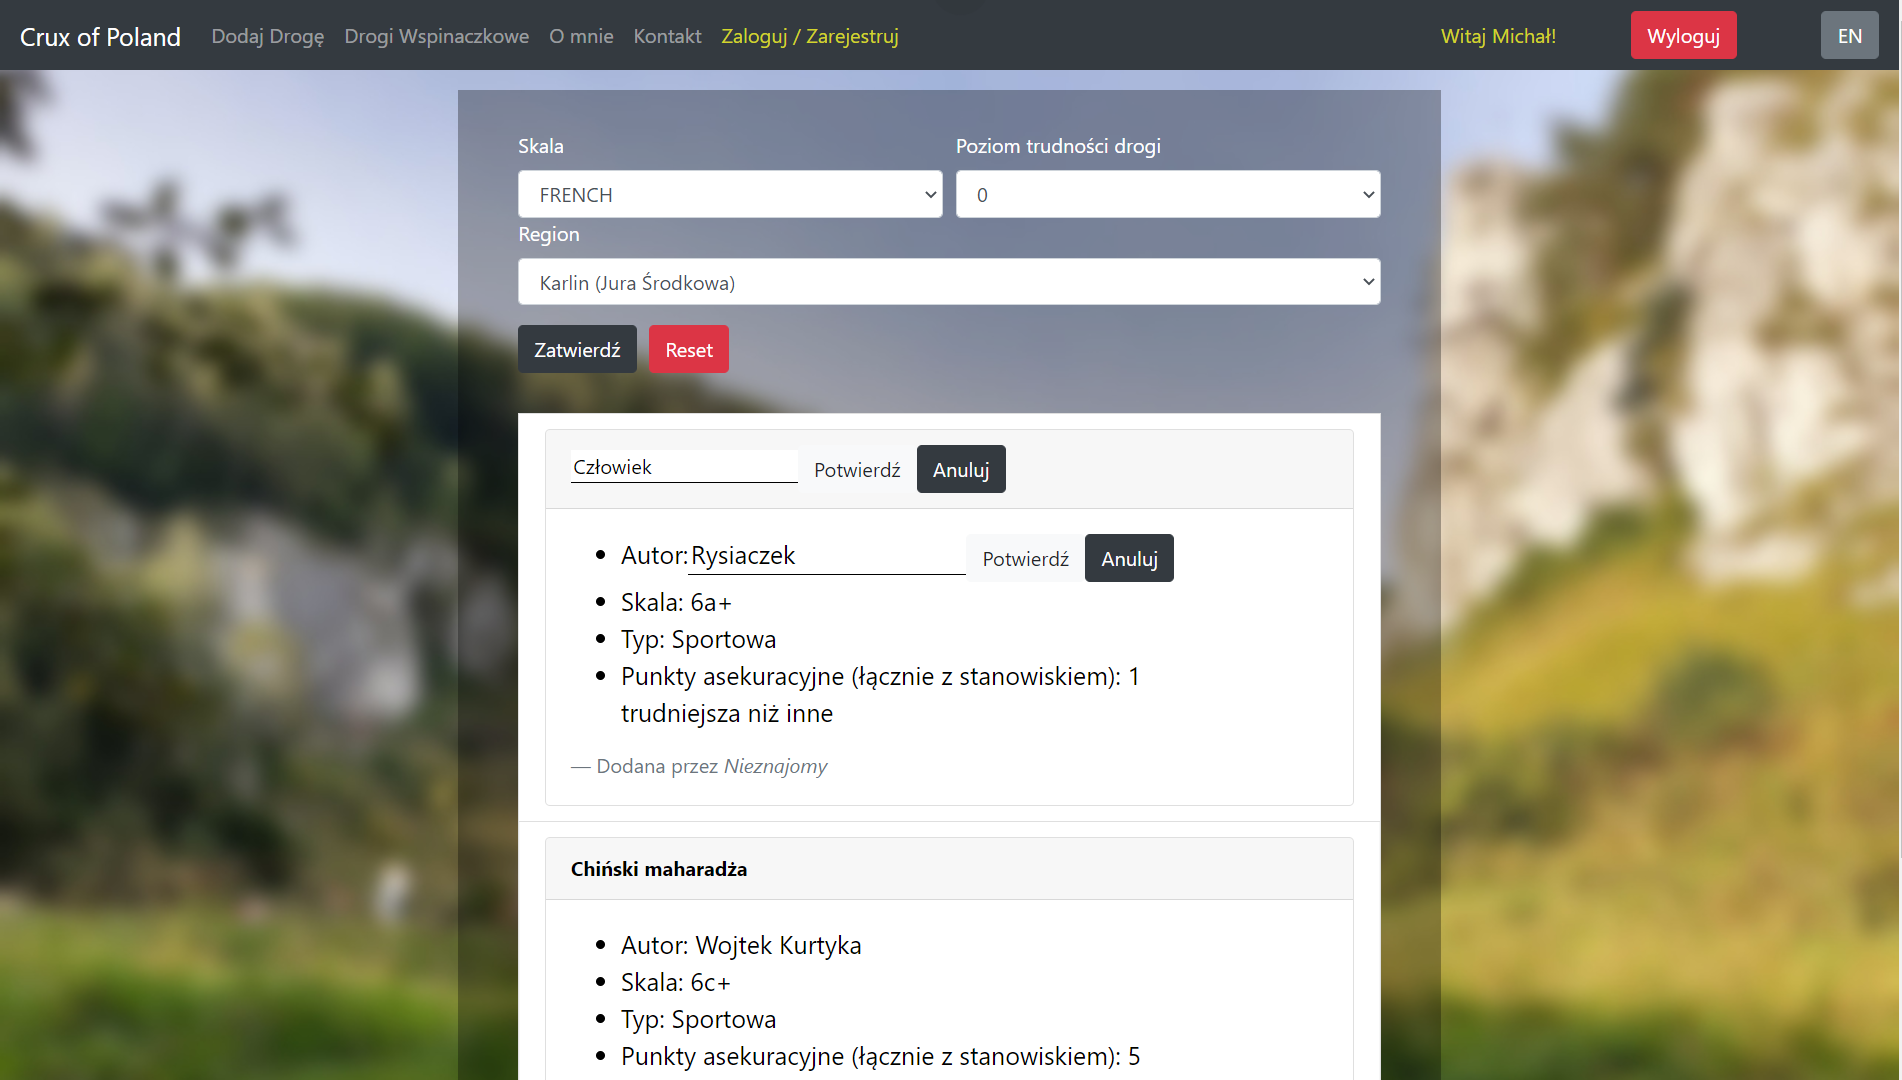 Crux of Poland Dodaj Drogę Drogi Wspinaczkowe O mnie Kontakt Zaloguj / Zarejestruj Witaj Michał! Wyloguj EN
Skala Poziom trudności drogi
FRENCH 0
Region
Karlin (Jura Środkowa)
Zatwierdź Reset
Człowiek Potwierdź Anuluj
Autor: Rysiaczek Potwierdź Anuluj
Skala: 6a+
Typ: Sportowa
Punkty asekuracyjne (łącznie z stanowiskiem): 1
trudniejsza niż inne
— Dodana przez Nieznajomy
Chiński maharadża
Autor: Wojtek Kurtyka
Skala: 6c+
Typ: Sportowa
Punkty asekuracyjne (łącznie z stanowiskiem): 5